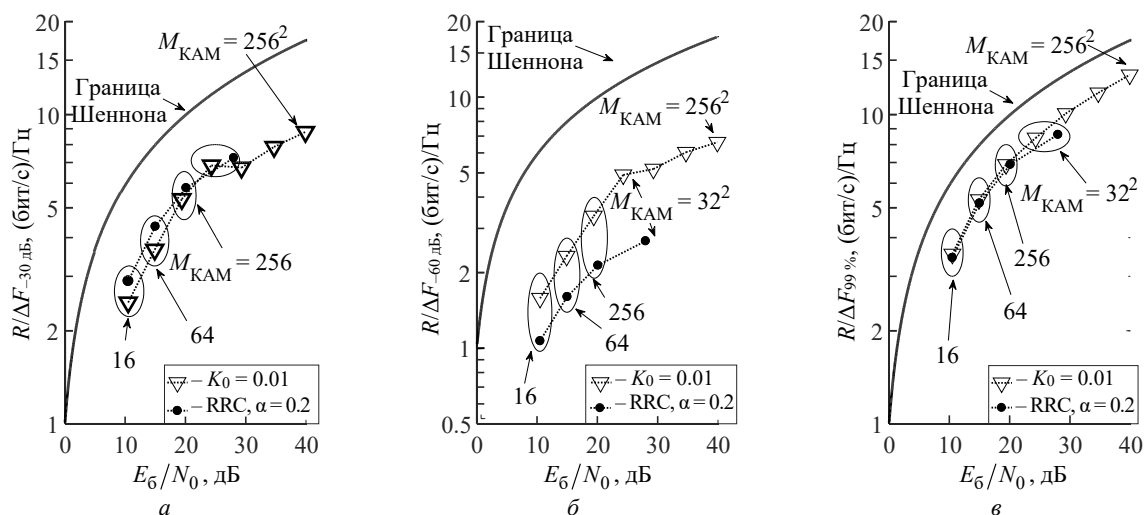 R/ΔF₋₃₀ дБ, (бит/с)/Гц
20
15
10
5
2
1
M_КАМ = 256²
Граница
Шеннона
M_КАМ = 256
64
16
– K₀ = 0.01
– RRC, α = 0.2
0 10 20 30 40
E_б/N₀ , дБ
а
R/ΔF₋₆₀ дБ, (бит/с)/Гц
20
15
10
5
2
1
0.5
Граница
Шеннона
M_КАМ = 256²
M_КАМ = 32²
256
64
16
– K₀ = 0.01
– RRC, α = 0.2
0 10 20 30 40
E_б/N₀ , дБ
б
R/ΔF₉₉ %, (бит/с)/Гц
20
15
10
5
2
1
M_КАМ = 256²
Граница
Шеннона
M_КАМ = 32²
256
64
16
– K₀ = 0.01
– RRC, α = 0.2
0 10 20 30 40
E_б/N₀ , дБ
в